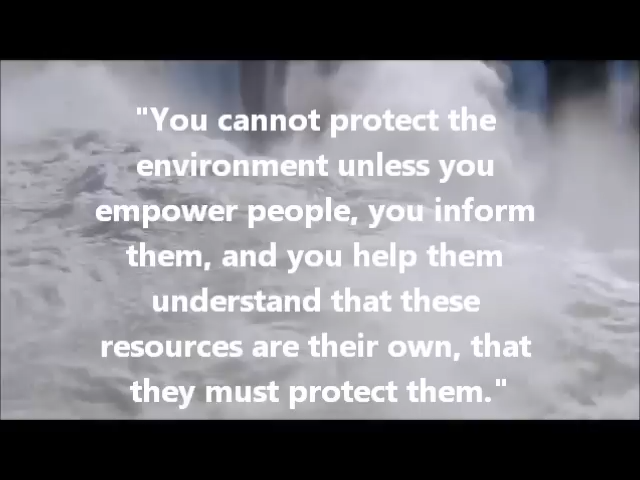 "You cannot protect the
environment unless you
empower people, you inform
them, and you help them
understand that these
resources are their own, that
they must protect them."